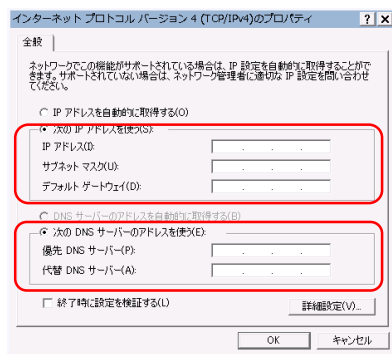 インターネット プロトコル バージョン 4 (TCP/IPv4)のプロパティ
? ×
全般
ネットワークでこの機能がサポートされている場合は、IP 設定を自動的に取得することがで
きます。サポートされていない場合は、ネットワーク管理者に適切な IP 設定を問い合わせ
てください。
IP アドレスを自動的に取得する(O)
次の IP アドレスを使う(S):
IP アドレス(I):
サブネット マスク(U):
デフォルト ゲートウェイ(D):
DNS サーバーのアドレスを自動的に取得する(B)
次の DNS サーバーのアドレスを使う(E):
優先 DNS サーバー(P):
代替 DNS サーバー(A):
終了時に設定を検証する(L)
詳細設定(V)...
OK
キャンセル